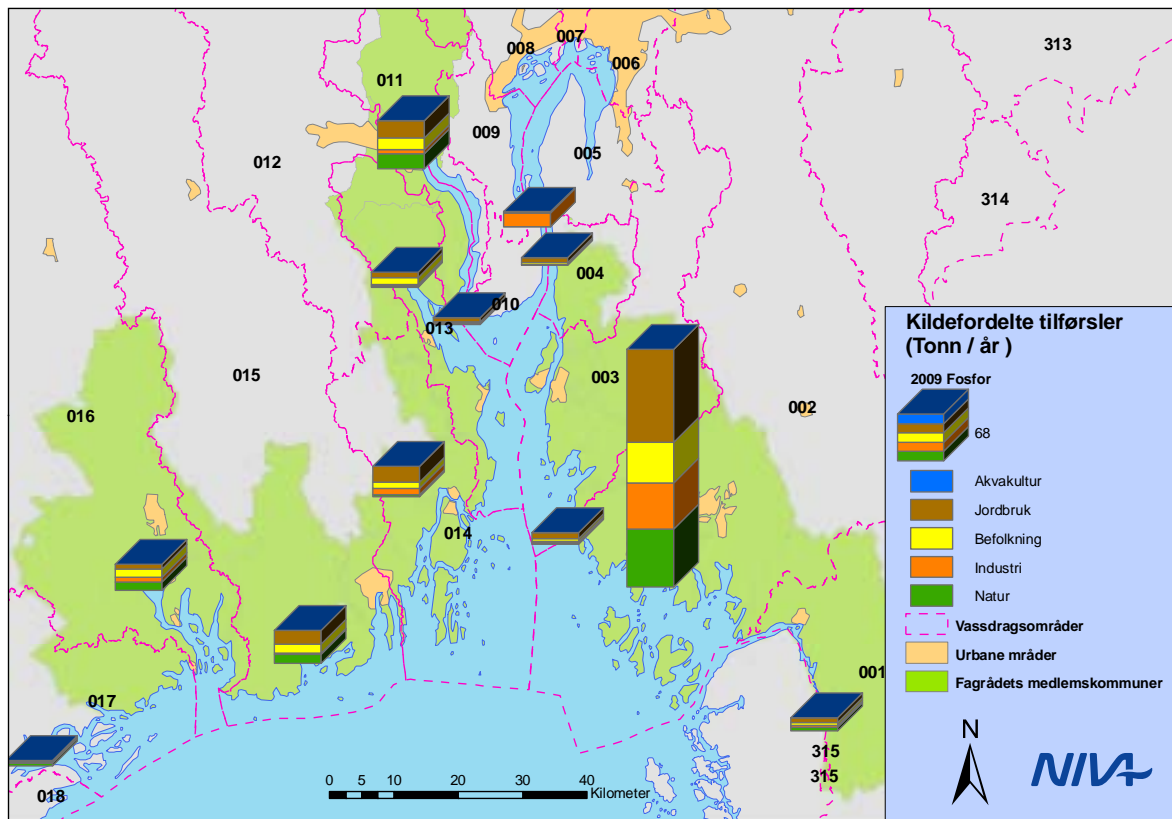 007
008
313
006
011
009
012
005
314
004
010
013
003
015
002
016
014
001
017
315
315
018
0 5 10 20 30 40
Kilometer
Kildefordelte tilførsler
(Tonn / år )
2009 Fosfor
68
Akvakultur
Jordbruk
Befolkning
Industri
Natur
Vassdragsområder
Urbane mråder
Fagrådets medlemskommuner
N
NIVA